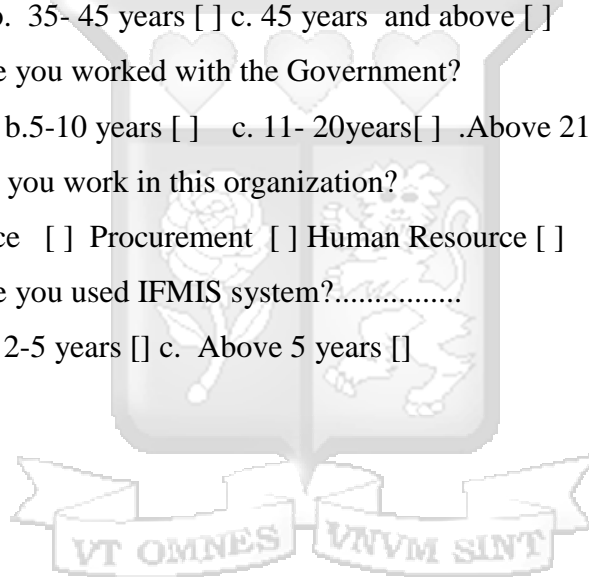 35- 45 years [ ] c. 45 years and above [ ]
you worked with the Government?
b.5-10 years [ ] c. 11- 20years[ ] .Above 21
you work in this organization?
[ ] Procurement [ ] Human Resource [ ]
you used IFMIS system?...............
2-5 years [] c. Above 5 years []
VT OMNES VNVM SINT